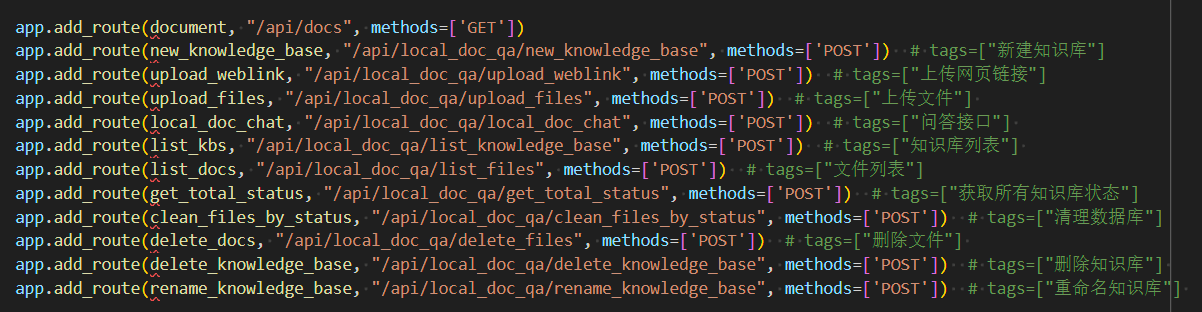 app.add_route(document, "/api/docs", methods=['GET'])
app.add_route(new_knowledge_base, "/api/local_doc_qa/new_knowledge_base", methods=['POST'])  # tags=["新建知识库"]
app.add_route(upload_weblink, "/api/local_doc_qa/upload_weblink", methods=['POST'])  # tags=["上传网页链接"]
app.add_route(upload_files, "/api/local_doc_qa/upload_files", methods=['POST'])  # tags=["上传文件"]
app.add_route(local_doc_chat, "/api/local_doc_qa/local_doc_chat", methods=['POST'])  # tags=["问答接口"]
app.add_route(list_kbs, "/api/local_doc_qa/list_knowledge_base", methods=['POST'])  # tags=["知识库列表"]
app.add_route(list_docs, "/api/local_doc_qa/list_files", methods=['POST'])  # tags=["文件列表"]
app.add_route(get_total_status, "/api/local_doc_qa/get_total_status", methods=['POST'])  # tags=["获取所有知识库状态"]
app.add_route(clean_files_by_status, "/api/local_doc_qa/clean_files_by_status", methods=['POST'])  # tags=["清理数据库"]
app.add_route(delete_docs, "/api/local_doc_qa/delete_files", methods=['POST'])  # tags=["删除文件"]
app.add_route(delete_knowledge_base, "/api/local_doc_qa/delete_knowledge_base", methods=['POST'])  # tags=["删除知识库"]
app.add_route(rename_knowledge_base, "/api/local_doc_qa/rename_knowledge_base", methods=['POST'])  # tags=["重命名知识库"]